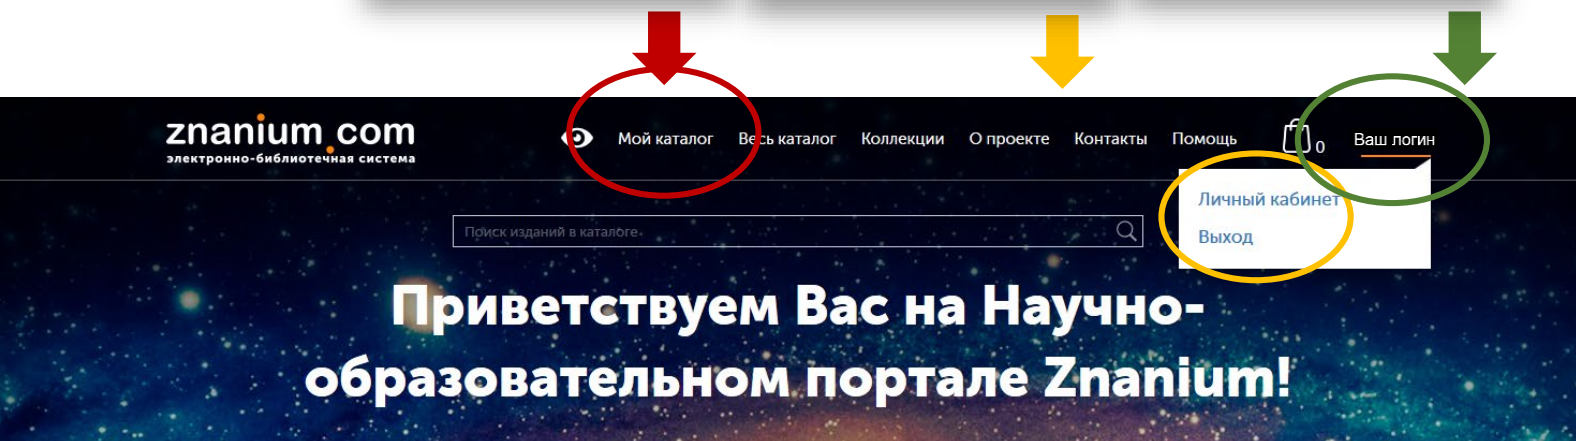 znanium.com
электронно-библиотечная система
Мой каталог Весь каталог Коллекции О проекте Контакты Помощь 0 Ваш логин
Личный кабинет
Поиск изданий в каталоге
Выход
Приветствуем Вас на Научно-
образовательном портале Znanium!